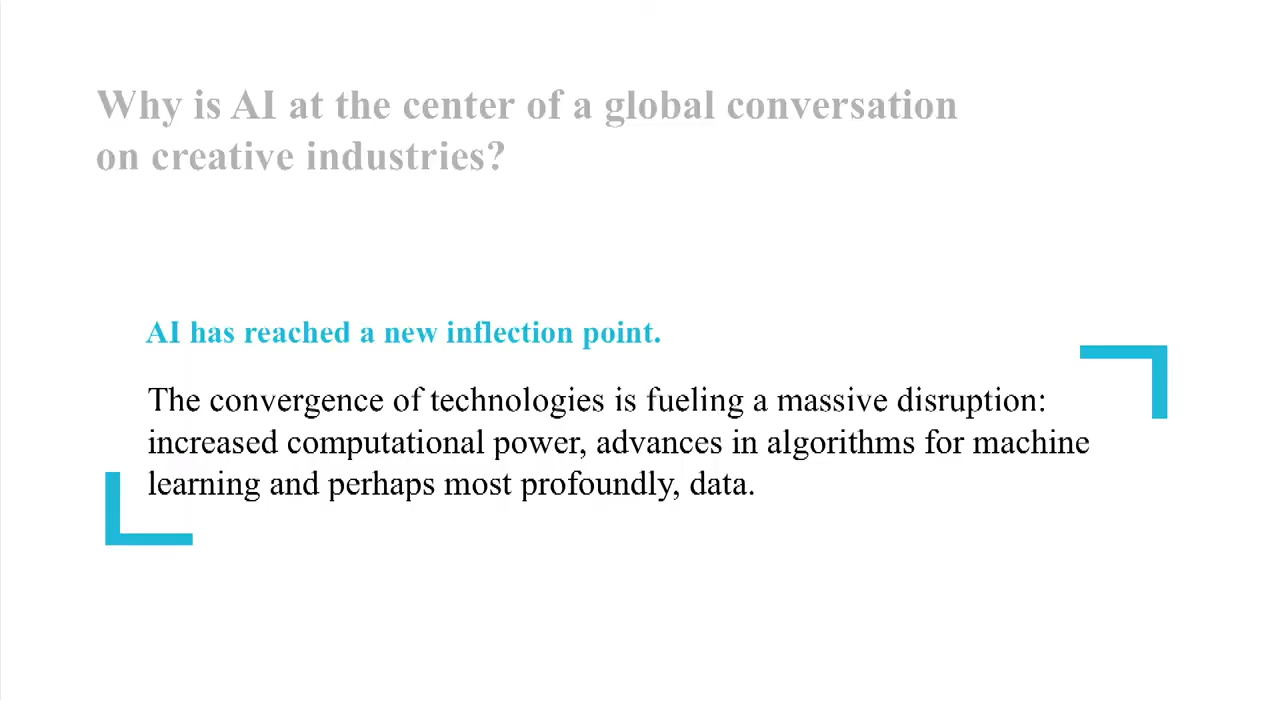 Why is AI at the center of a global conversation
on creative industries?
AI has reached a new inflection point.
The convergence of technologies is fueling a massive disruption:
increased computational power, advances in algorithms for machine
learning and perhaps most profoundly, data.